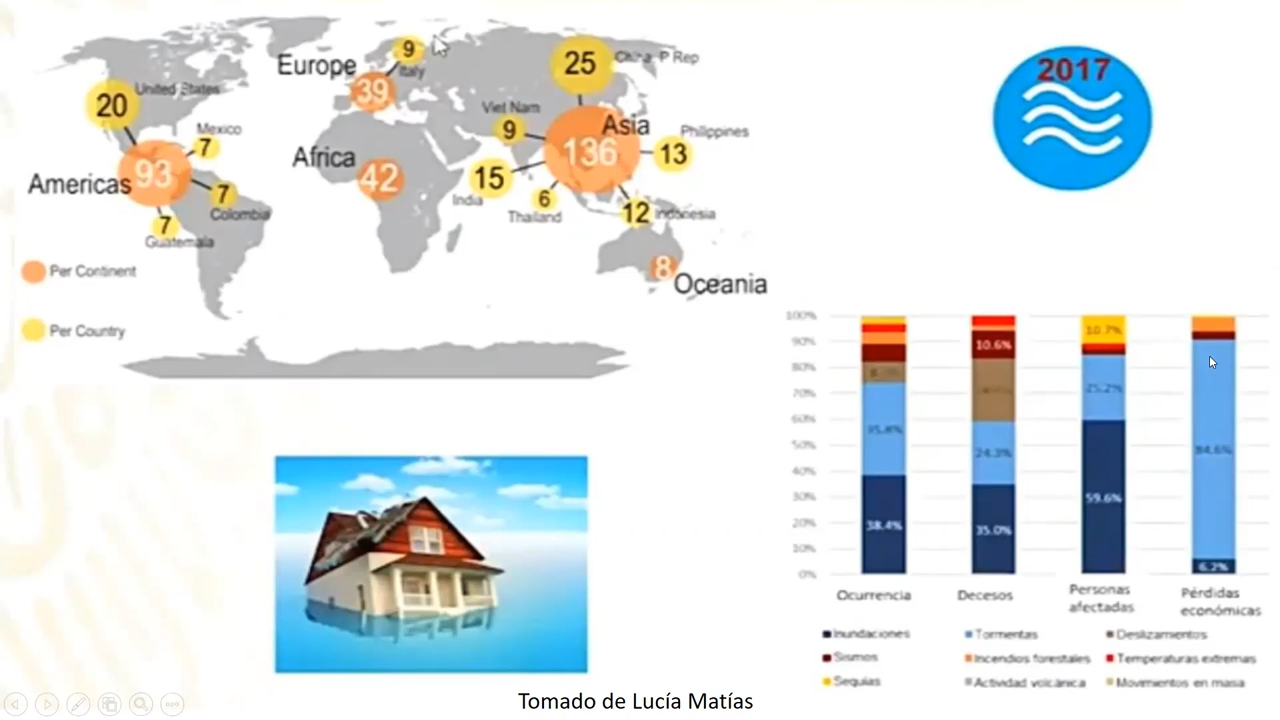 Europe
9
Italy
39
25
China P Rep
2017
United States
20
Viet Nam
9
Asia
136
Philippines
13
Mexico
7
Africa
42
Americas
93
15
India
6
Thailand
12
Indonesia
7
Colombia
7
Guatemala
8
Oceania
Per Continent
Per Country
100%
90%
80%
70%
60%
50%
40%
30%
20%
10%
0%
35.8%
38.4%
10.6%
24.3%
35.0%
10.7%
25.2%
59.6%
84.6%
6.2%
Ocurrencia
Decesos
Personas
afectadas
Pérdidas
económicas
Inundaciones
Tormentas
Deslizamientos
Sismos
Incendios forestales
Temperaturas extremas
Sequias
Actividad volcánica
Movimientos en masa
Tomado de Lucía Matías